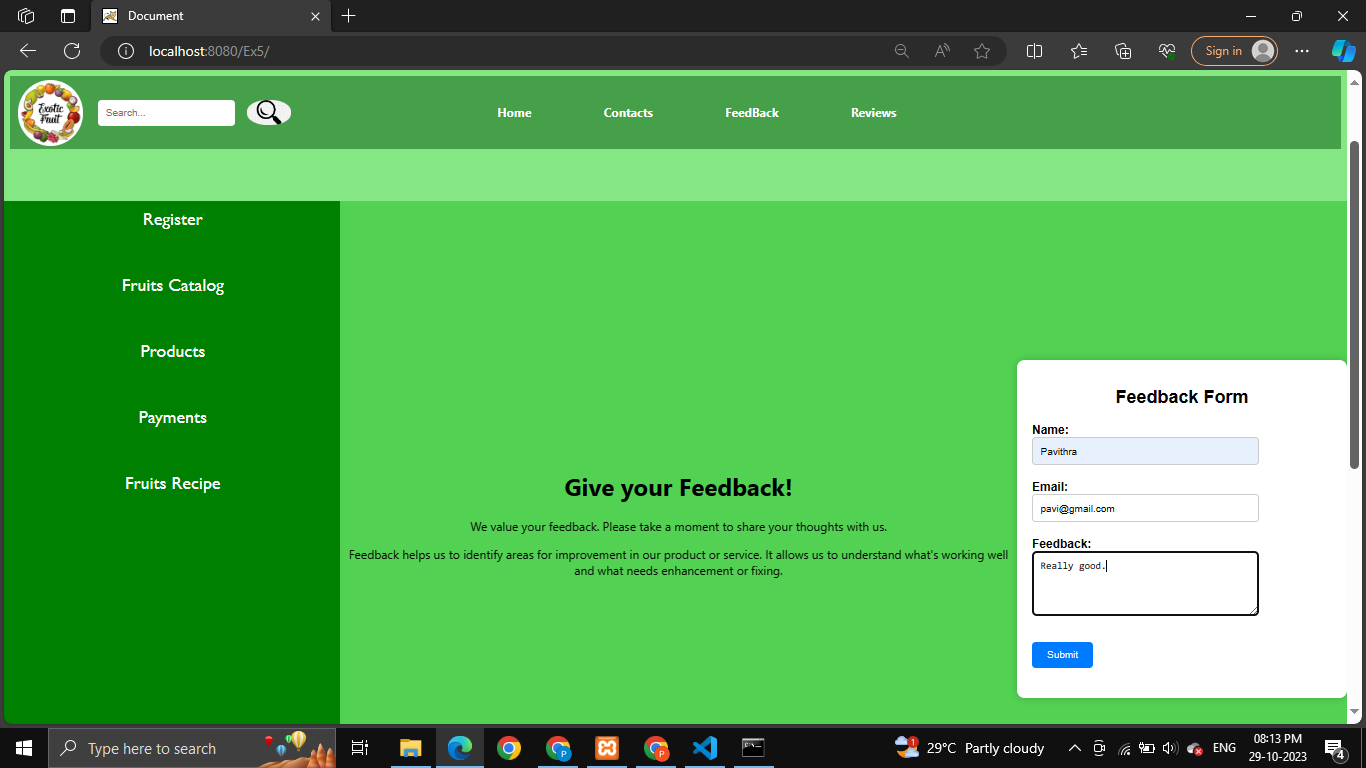 Document
localhost:8080/Ex5/
Sign in
Exotic
Fruit
Search...
Home
Contacts
FeedBack
Reviews
Register
Fruits Catalog
Products
Payments
Fruits Recipe
Give your Feedback!
We value your feedback. Please take a moment to share your thoughts with us.
Feedback helps us to identify areas for improvement in our product or service. It allows us to understand what's working well
and what needs enhancement or fixing.
Feedback Form
Name:
Pavithra
Email:
pavi@gmail.com
Feedback:
Really good.
Submit
Type here to search
P
P
1
29°C Partly cloudy
ENG
08:13 PM
29-10-2023
4